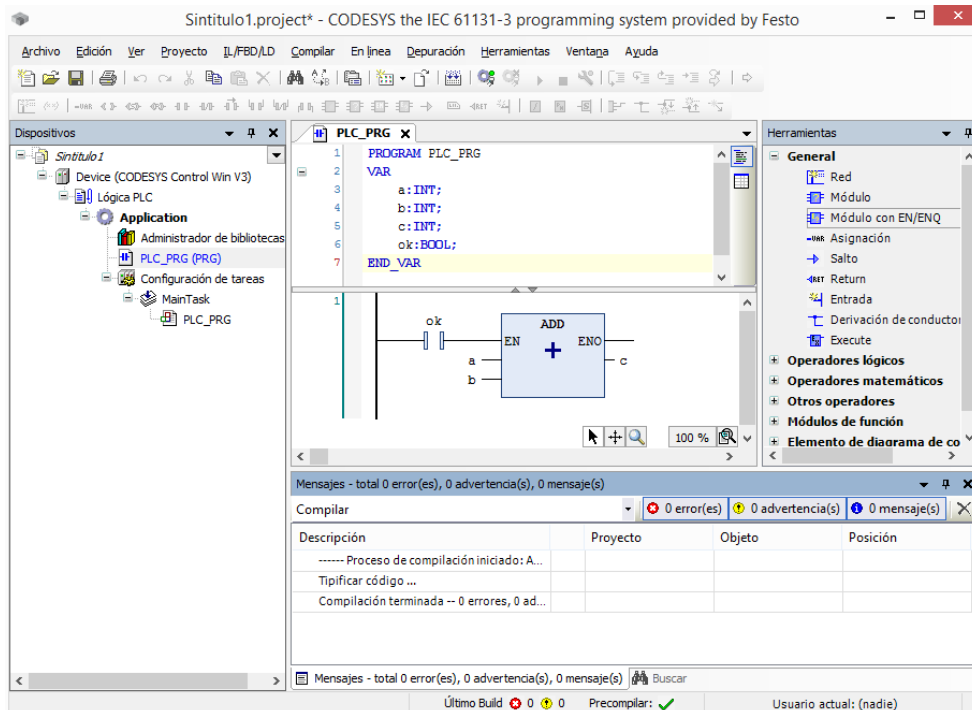 Sintitulo1.project* - CODESYS the IEC 61131-3 programming system provided by Festo
Archivo Edición Ver Proyecto IL/FBD/LD Compilar En linea Depuración Herramientas Ventana Ayuda
Dispositivos
Sintitulo1
Device (CODESYS Control Win V3)
Lógica PLC
Application
Administrador de bibliotecas
PLC_PRG (PRG)
Configuración de tareas
MainTask
PLC_PRG
PLC_PRG
1 PROGRAM PLC_PRG
2 VAR
3 a:INT;
4 b:INT;
5 c:INT;
6 ok:BOOL;
7 END_VAR
1
ok
ADD
EN ENO
a c
b
100 %
Herramientas
General
Red
Módulo
Módulo con EN/ENQ
Asignación
Salto
Return
Entrada
Derivación de conductor
Execute
Operadores lógicos
Operadores matemáticos
Otros operadores
Módulos de función
Elemento de diagrama de co
Mensajes - total 0 error(es), 0 advertencia(s), 0 mensaje(s)
Compilar 0 error(es) 0 advertencia(s) 0 mensaje(s)
Descripción Proyecto Objeto Posición
------ Proceso de compilación iniciado: A...
Tipificar código ...
Compilación terminada -- 0 errores, 0 ad...
Mensajes - total 0 error(es), 0 advertencia(s), 0 mensaje(s) Buscar
Último Build 0 0 Precompilar: Usuario actual: (nadie)